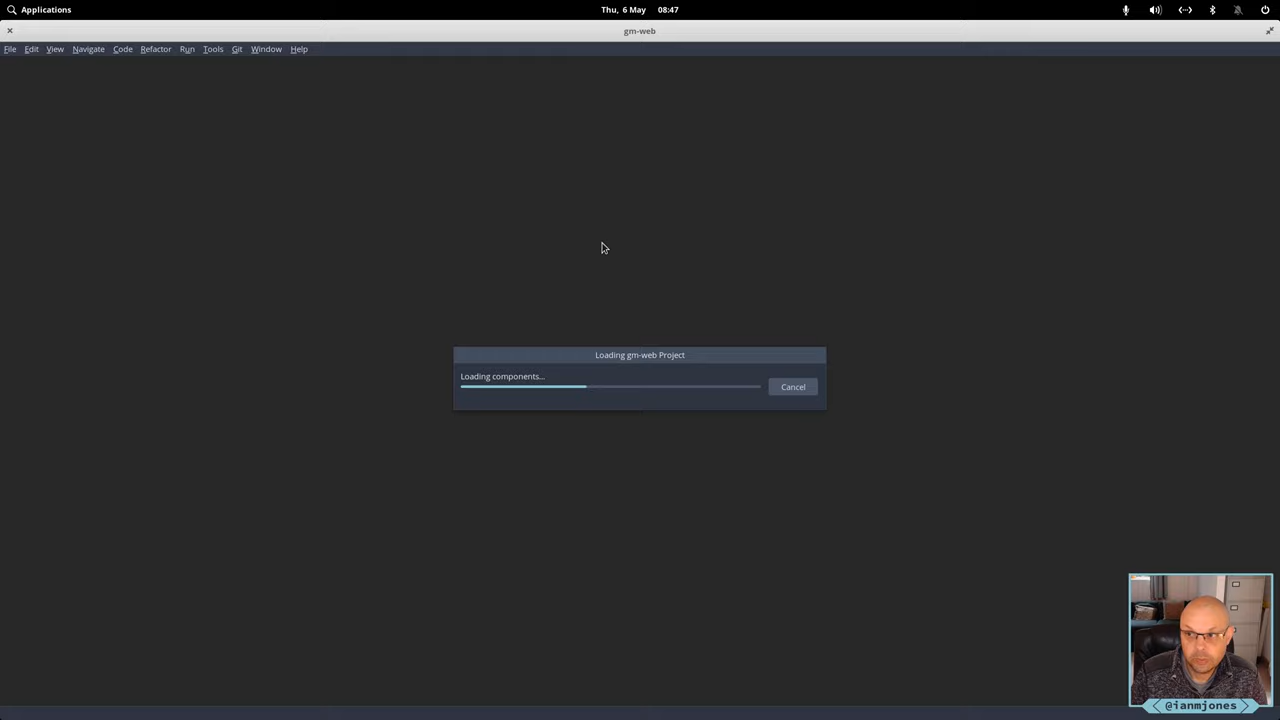 Applications
Thu, 6 May 08:47
gm-web
File Edit View Navigate Code Refactor Run Tools Git Window Help
Loading gm-web Project
Loading components...
Cancel
@ianmjones